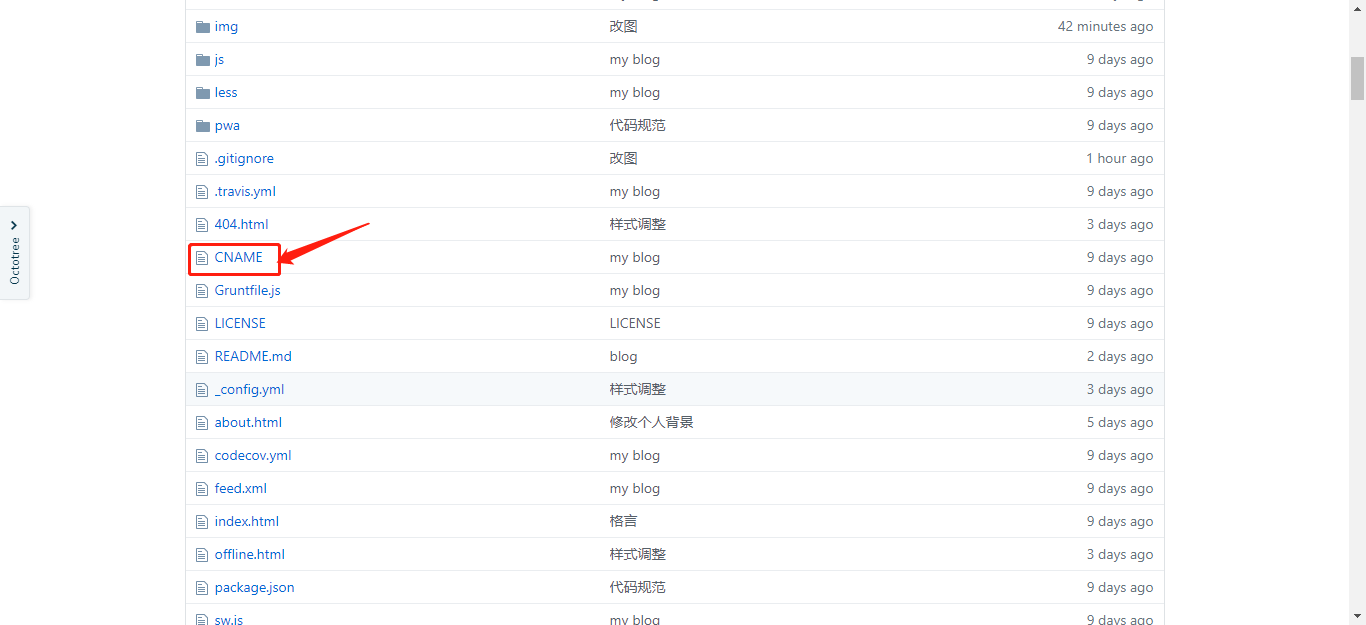 img 改图 42 minutes ago
js my blog 9 days ago
less my blog 9 days ago
pwa 代码规范 9 days ago
.gitignore 改图 1 hour ago
.travis.yml my blog 9 days ago
404.html 样式调整 3 days ago
CNAME my blog 9 days ago
Gruntfile.js my blog 9 days ago
LICENSE LICENSE 9 days ago
README.md blog 2 days ago
_config.yml 样式调整 3 days ago
about.html 修改个人背景 5 days ago
codecov.yml my blog 9 days ago
feed.xml my blog 9 days ago
index.html 格言 9 days ago
offline.html 样式调整 3 days ago
package.json 代码规范 9 days ago
sw.js my blog 9 days ago
Octotree